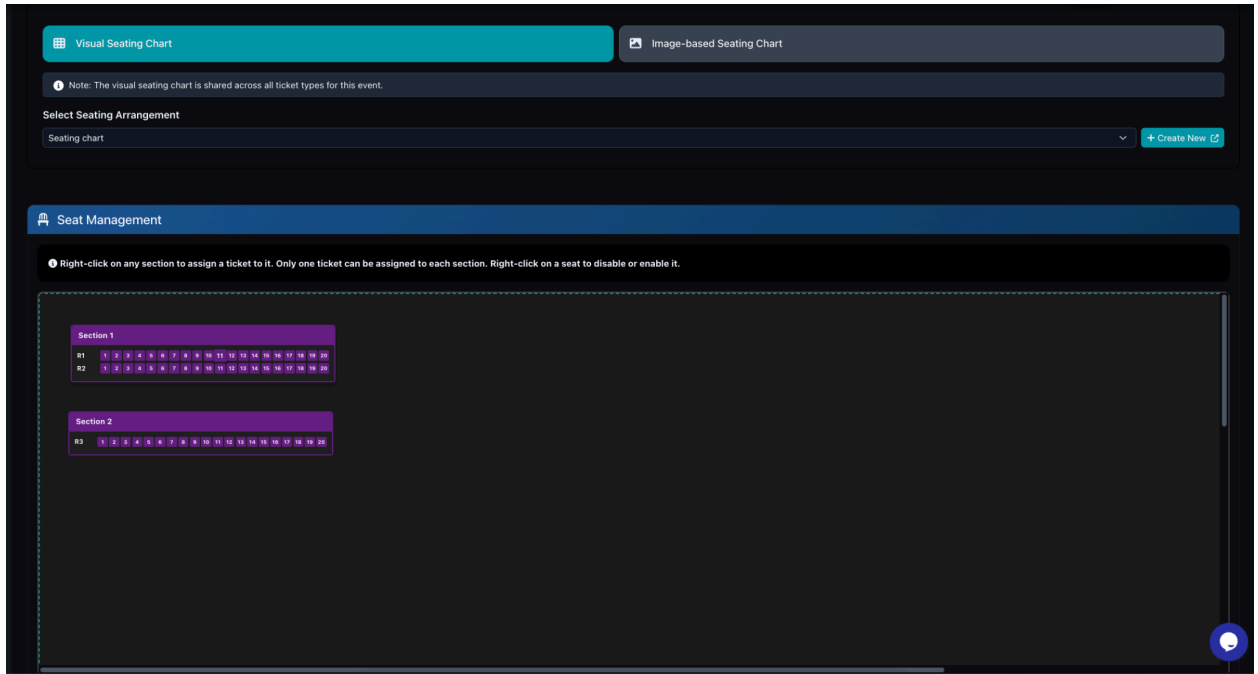 Visual Seating Chart
Image-based Seating Chart
Note: The visual seating chart is shared across all ticket types for this event.
Select Seating Arrangement
Seating chart
+ Create New
Seat Management
Right-click on any section to assign a ticket to it. Only one ticket can be assigned to each section. Right-click on a seat to disable or enable it.
Section 1
R1 1 2 3 4 5 6 7 8 9 10 11 12 13 14 15 16 17 18 19 20
R2 1 2 3 4 5 6 7 8 9 10 11 12 13 14 15 16 17 18 19 20
Section 2
R3 1 2 3 4 5 6 7 8 9 10 11 12 13 14 15 16 17 18 19 20